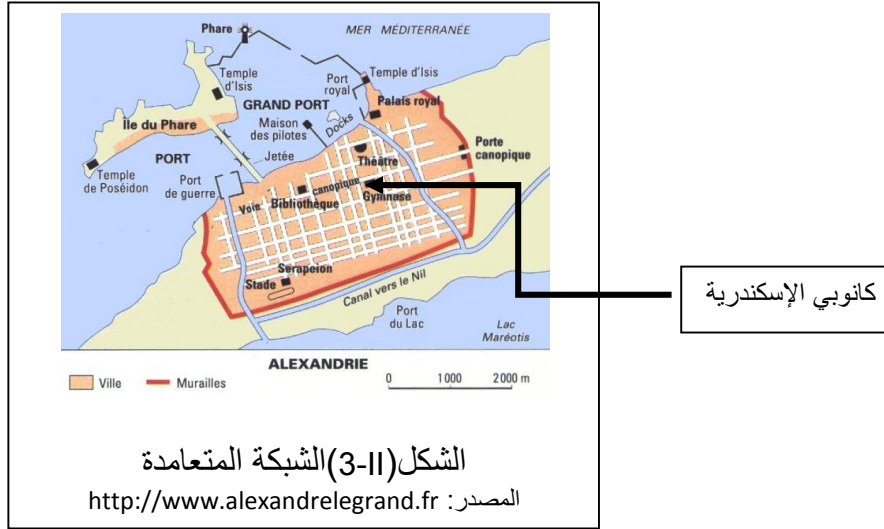 Phare
MER MÉDITERRANÉE
Temple
d'Isis
Port
royal
Temple d'Isis
GRAND PORT
Palais royal
Maison
des pilotes
Docks
Île du Phare
Porte
canopique
PORT
Jetée
Théâtre
Temple
de Poséidon
Port
de guerre
Voie canopique
Bibliothèque
Gymnase
Serapeion
Stade
Canal vers le Nil
Port
du Lac
Lac
Maréotis
كانوبي الإسكندرية
ALEXANDRIE
Ville
Murailles
0 1000 2000 m
الشكل(II-3)الشبكة المتعامدة
المصدر: http://www.alexandrelegrand.fr